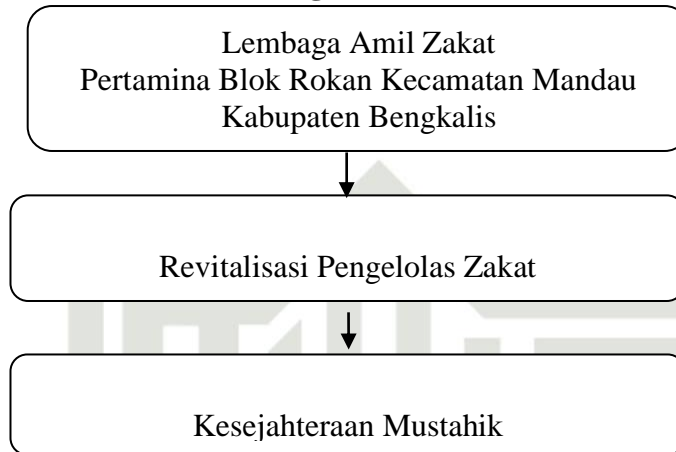 Lembaga Amil Zakat
Pertamina Blok Rokan Kecamatan Mandau
Kabupaten Bengkalis
Revitalisasi Pengelolas Zakat
Kesejahteraan Mustahik